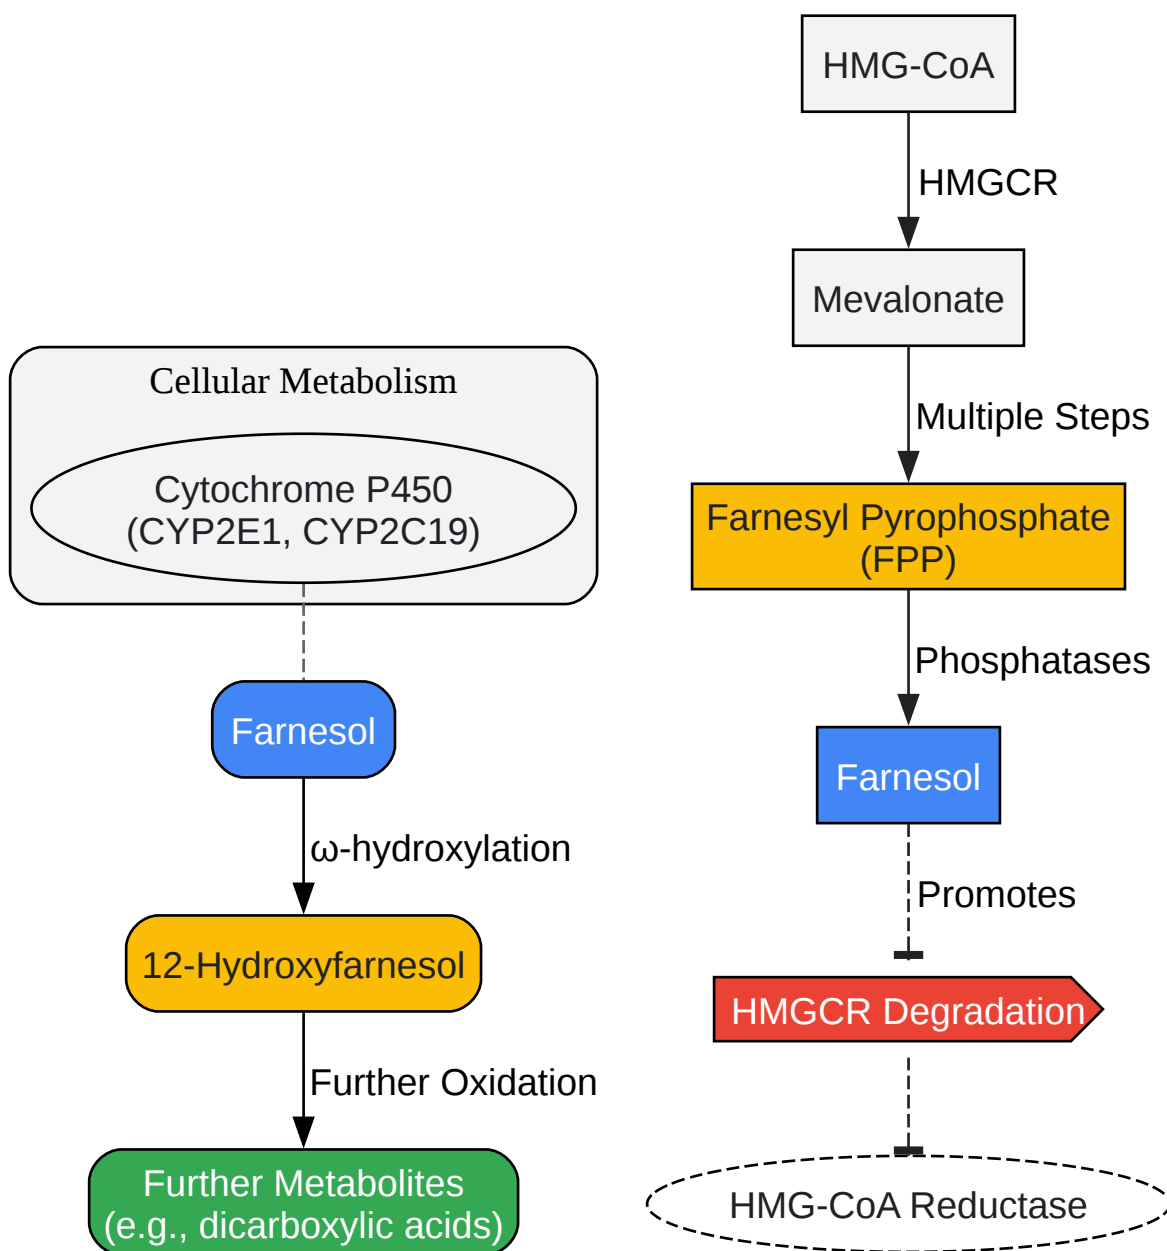 Cellular Metabolism
Cytochrome P450
(CYP2E1, CYP2C19)
Farnesol
ω-hydroxylation
12-Hydroxyfarnesol
Further Oxidation
Further Metabolites
(e.g., dicarboxylic acids)
HMG-CoA
HMGCR
Mevalonate
Multiple Steps
Farnesyl Pyrophosphate
(FPP)
Phosphatases
Farnesol
Promotes
HMGCR Degradation
HMG-CoA Reductase